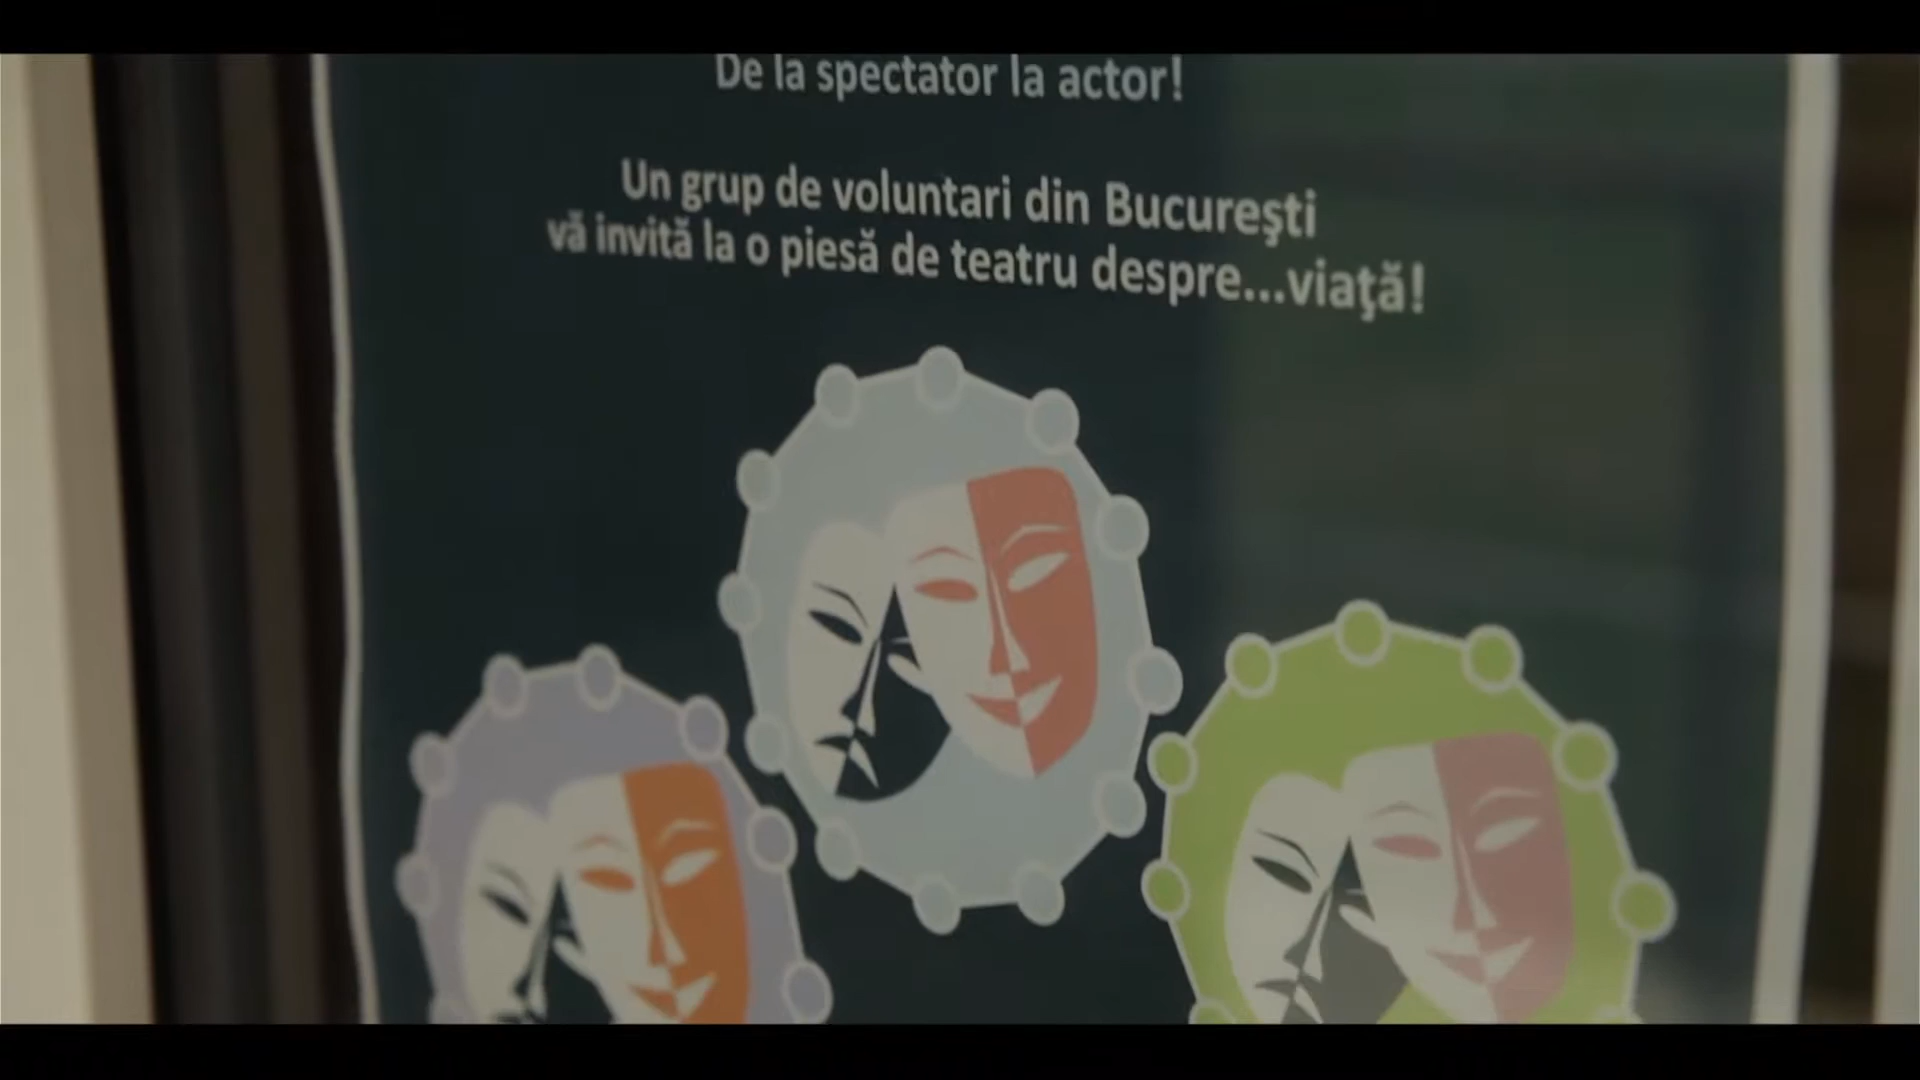 De la spectator la actor!
Un grup de voluntari din Bucureşti
vă invită la o piesă de teatru despre...viaţă!